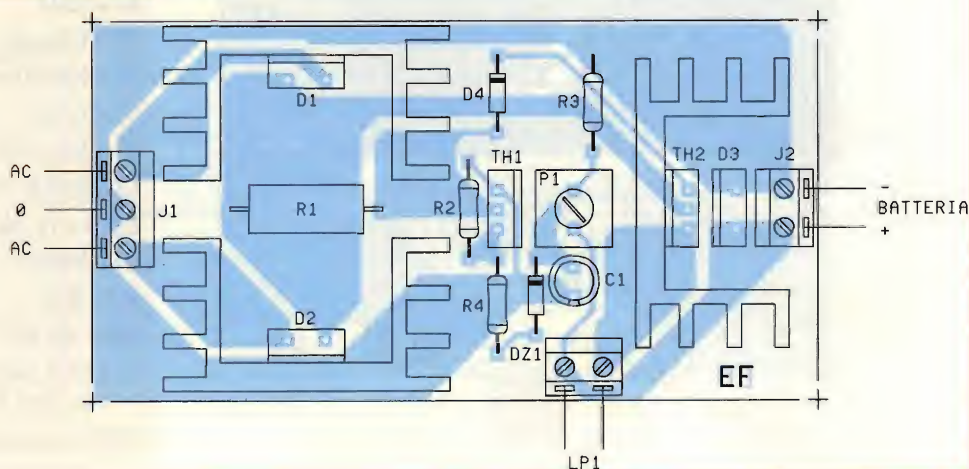 D1
D4
R3
TH1
P1
TH2
D3
J2
AC
0
AC
J1
R1
R2
-
BATTERIA
+
D2
R4
C1
DZ1
EF
LP1